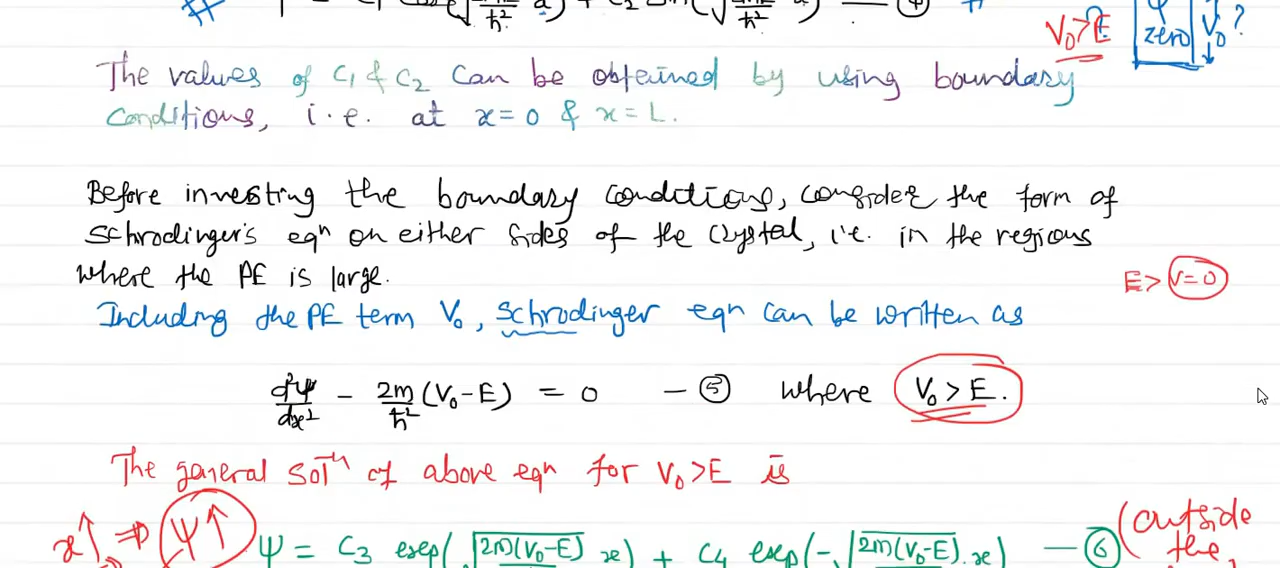 V₀>E
zero V₀?
The values of C₁ & C₂ can be obtained by using boundary
conditions, i.e. at x=0 & x=L.
Before investing the boundary conditions, consider the form of
Schrodinger's eqn on either sides of the crystal, i.e. in the regions
where the PE is large.
E > V=0
Including the PE term V₀, Schrodinger eqn can be written as
d²ψ/dx² - 2m/ħ² (V₀-E) = 0 — ⑤ where V₀ > E.
The general solⁿ of above eqn for V₀>E is
x↑ ⇒ ψ↑
(outside
the
ψ = C₃ exp(√2m(V₀-E) x) + C₄ exp(-√2m(V₀-E) . x) — ⑥